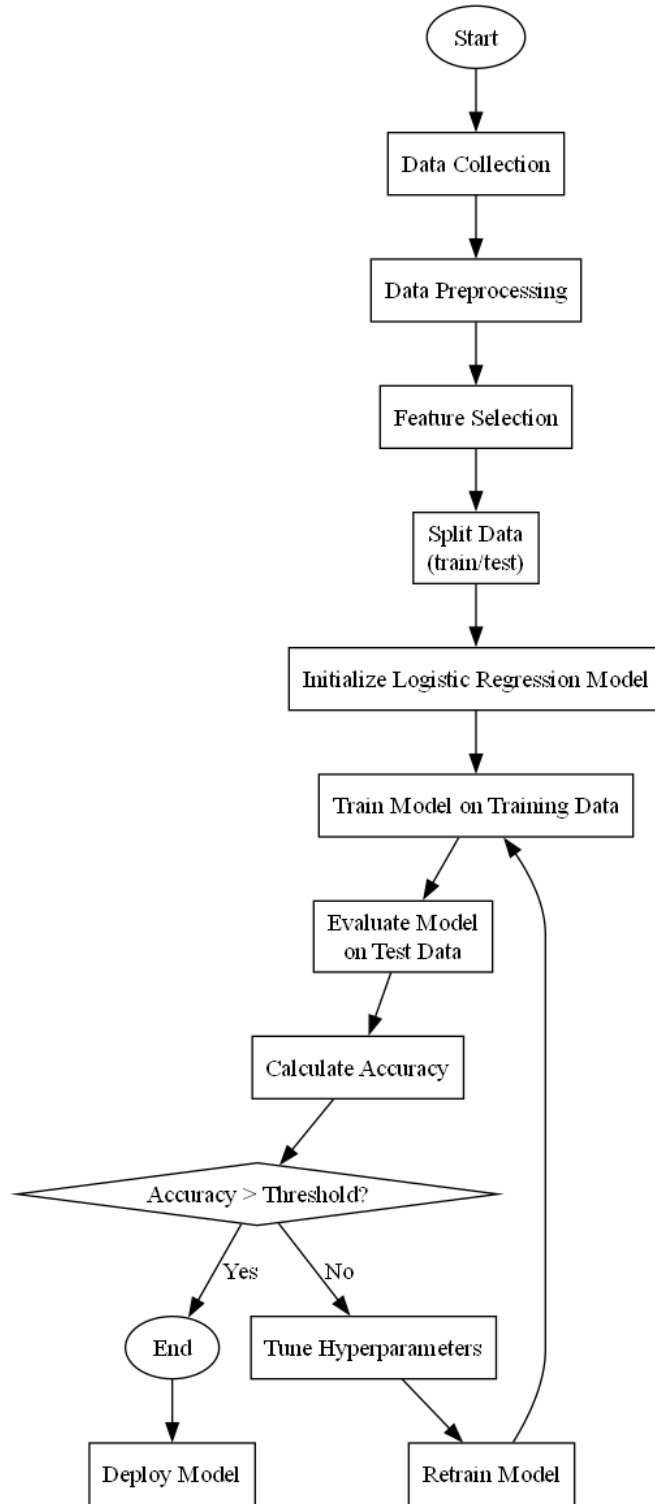 Start
Data Collection
Data Preprocessing
Feature Selection
Split Data
(train/test)
Initialize Logistic Regression Model
Train Model on Training Data
Evaluate Model
on Test Data
Calculate Accuracy
Accuracy > Threshold?
Yes
No
End
Tune Hyperparameters
Deploy Model
Retrain Model